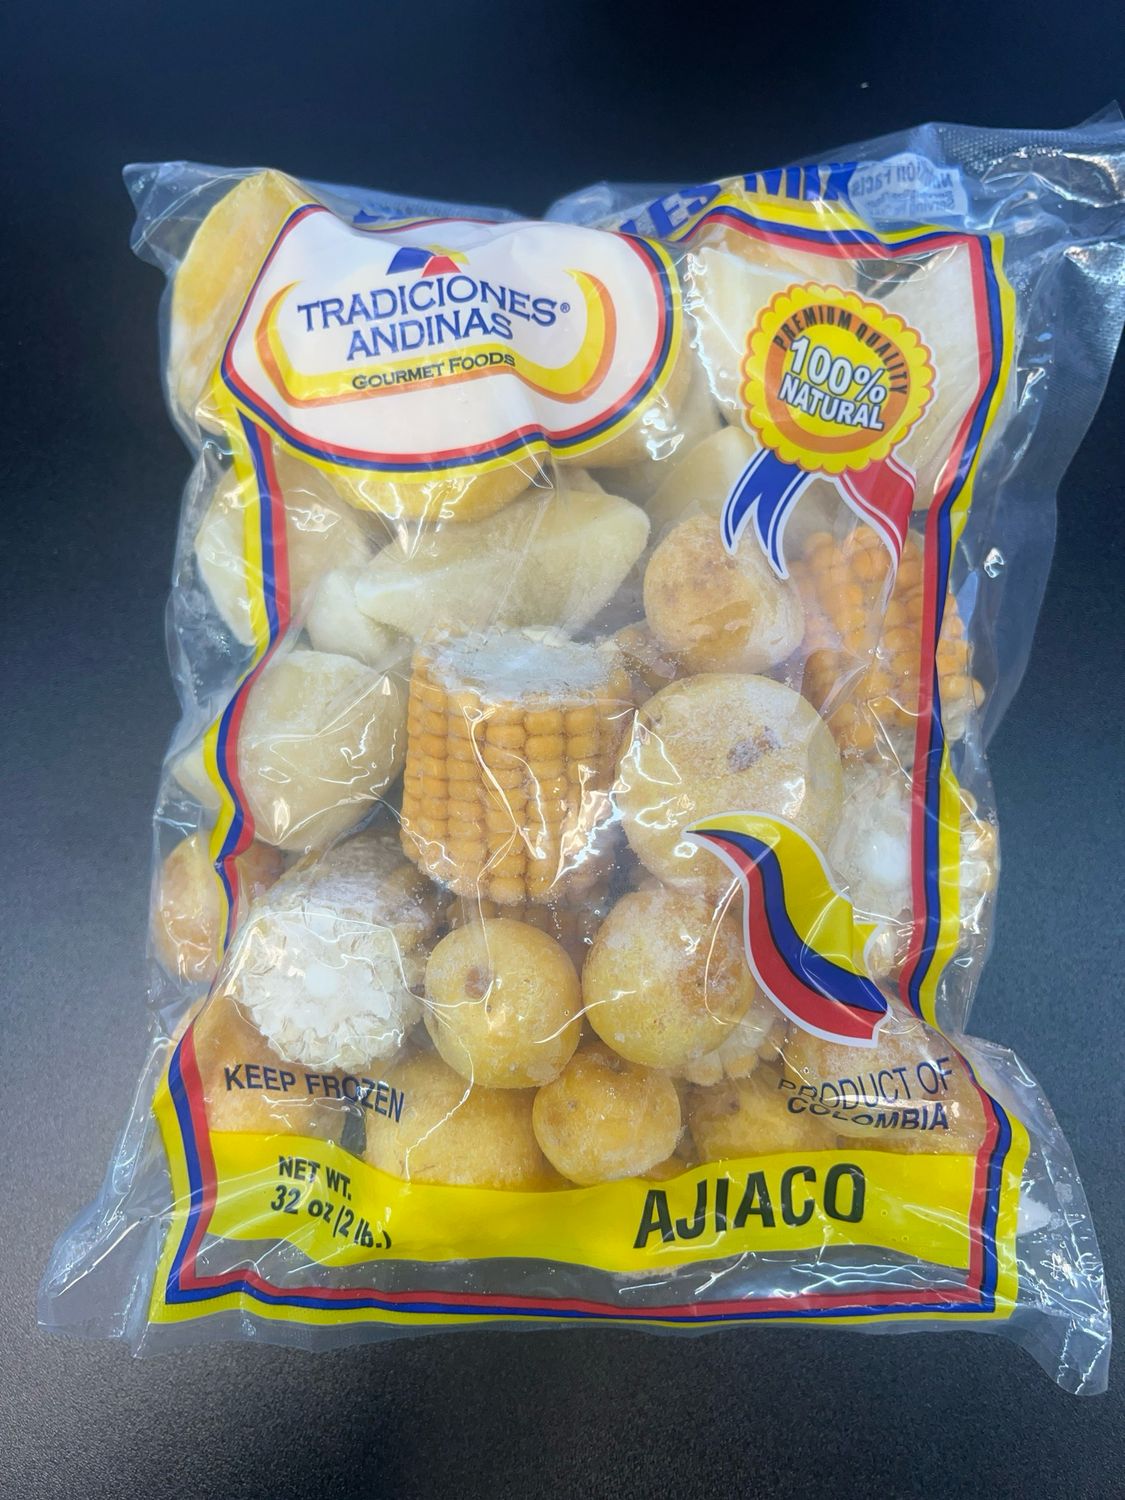 MIX
TRADICIONES®
ANDINAS
GOURMET FOODS
PREMIUM QUALITY
100%
NATURAL
KEEP FROZEN
PRODUCT OF
COLOMBIA
NET WT.
32 oz (2 lb.)
AJIACO